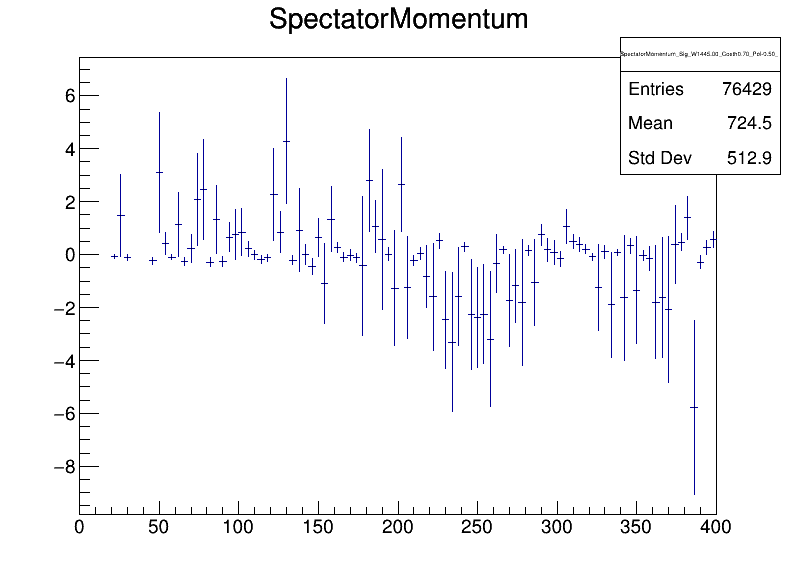 SpectatorMomentum
SpectatorMomentum_Sig_W1445.00_Costh0.70_Pol-0.50_
Entries 76429
Mean 724.5
Std Dev 512.9
6
4
2
0
−2
−4
−6
−8
0 50 100 150 200 250 300 350 400